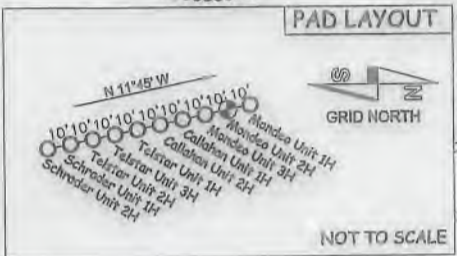 PAD LAYOUT
N 11°45' W
S
N
GRID NORTH
10' 10' 10' 10' 10' 10' 10' 10' 10'
Mondeo Unit 1H
Mondeo Unit 2H
Mondeo Unit 3H
Callahan Unit 1H
Callahan Unit 2H
Telstar Unit 1H
Telstar Unit 3H
Telstar Unit 2H
Schroder Unit 1H
Schroder Unit 2H
NOT TO SCALE